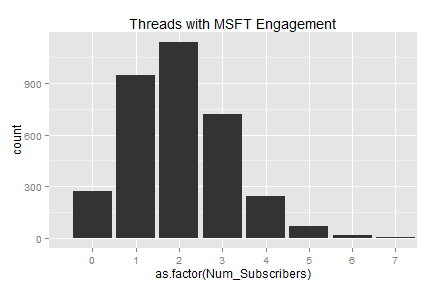 Threads with MSFT Engagement
count
900
600
300
0
0 1 2 3 4 5 6 7
as.factor(Num_Subscribers)